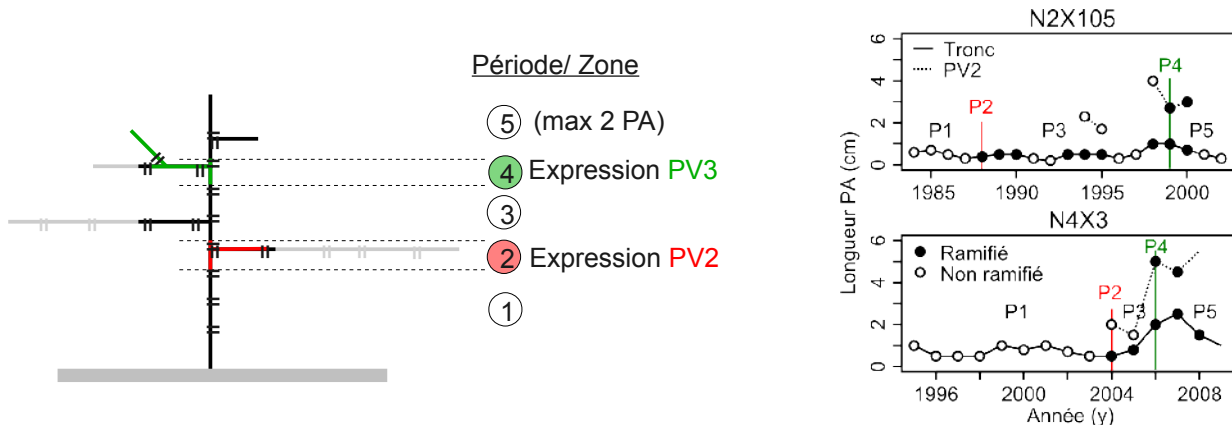 Période/ Zone
5 (max 2 PA)
4 Expression PV3
3
2 Expression PV2
1
Longueur PA (cm)
N2X105
6
4
2
0
Tronc
PV2
P1
P2
P3
P4
P5
1985 1990 1995 2000
N4X3
6
4
2
0
Ramifié
Non ramifié
P1
P2
P3
P4
P5
1996 2000 2004 2008
Année (y)